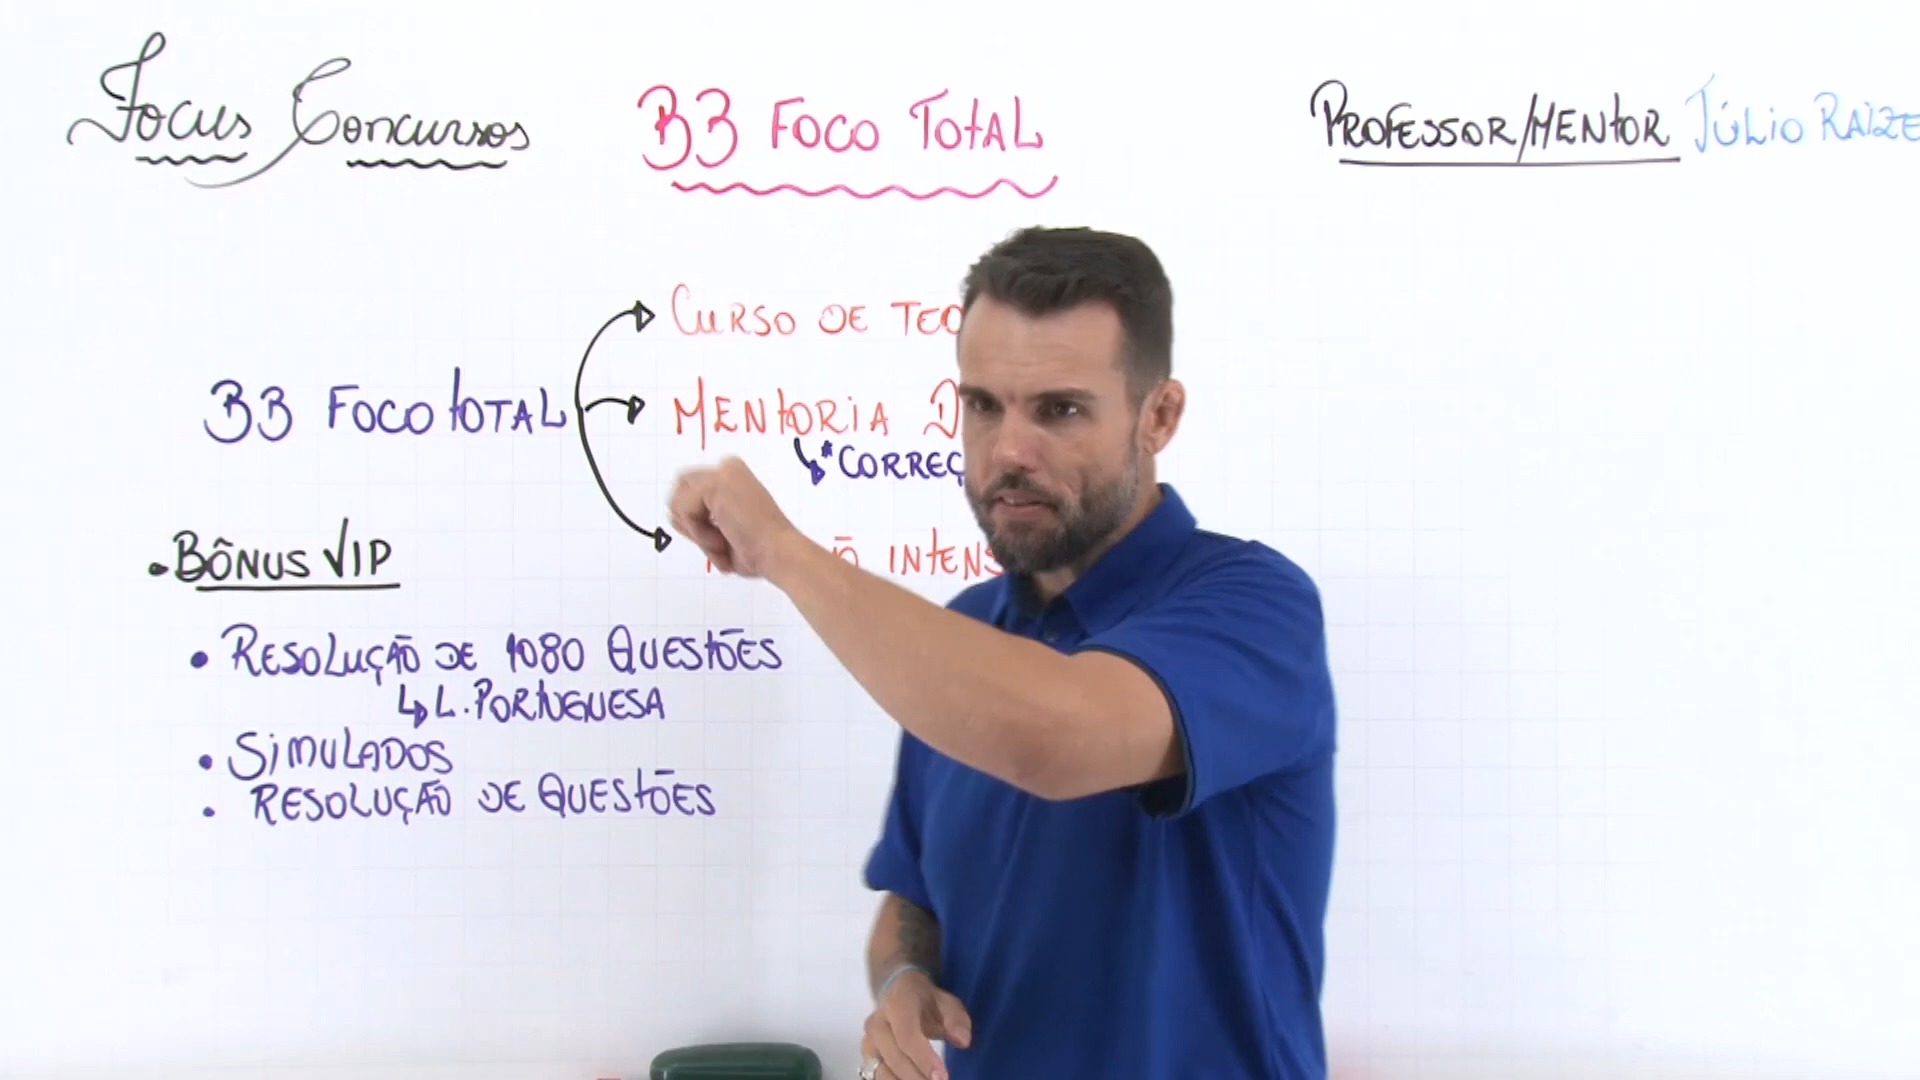 Focus Concursos
BB FOCO TOTAL
PROFESSOR/MENTOR JÚLIO RAIZE
CURSO DE TEO
MENTORIA D
BB FOCO TOTAL
*CORREÇ
BÔNUS VIP
INTENS
• RESOLUÇÃO DE 1080 QUESTÕES
L. PORTUGUESA
• SIMULADOS
• RESOLUÇÃO DE QUESTÕES